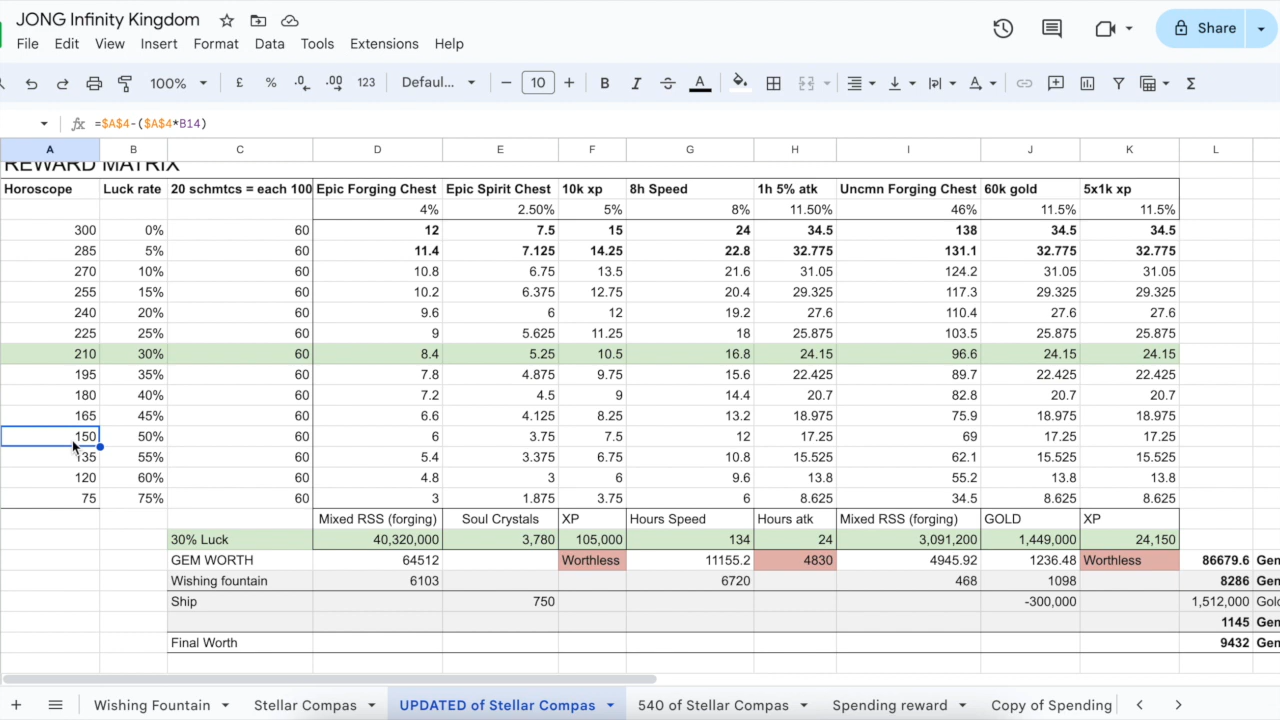 JONG Infinity Kingdom
File Edit View Insert Format Data Tools Extensions Help
Share
100% £ % .0 .00 123 Defaul... 10 B I A Σ
fx =$A$4-($A$4*B14)
A B C D E F G H I J K L
REWARD MATRIX
Horoscope Luck rate 20 schmtcs = each 100 Epic Forging Chest Epic Spirit Chest 10k xp 8h Speed 1h 5% atk Uncmn Forging Chest 60k gold 5x1k xp
4% 2.50% 5% 8% 11.50% 46% 11.5% 11.5%
300 0% 60 12 7.5 15 24 34.5 138 34.5 34.5
285 5% 60 11.4 7.125 14.25 22.8 32.775 131.1 32.775 32.775
270 10% 60 10.8 6.75 13.5 21.6 31.05 124.2 31.05 31.05
255 15% 60 10.2 6.375 12.75 20.4 29.325 117.3 29.325 29.325
240 20% 60 9.6 6 12 19.2 27.6 110.4 27.6 27.6
225 25% 60 9 5.625 11.25 18 25.875 103.5 25.875 25.875
210 30% 60 8.4 5.25 10.5 16.8 24.15 96.6 24.15 24.15
195 35% 60 7.8 4.875 9.75 15.6 22.425 89.7 22.425 22.425
180 40% 60 7.2 4.5 9 14.4 20.7 82.8 20.7 20.7
165 45% 60 6.6 4.125 8.25 13.2 18.975 75.9 18.975 18.975
150 50% 60 6 3.75 7.5 12 17.25 69 17.25 17.25
135 55% 60 5.4 3.375 6.75 10.8 15.525 62.1 15.525 15.525
120 60% 60 4.8 3 6 9.6 13.8 55.2 13.8 13.8
75 75% 60 3 1.875 3.75 6 8.625 34.5 8.625 8.625
Mixed RSS (forging) Soul Crystals XP Hours Speed Hours atk Mixed RSS (forging) GOLD XP
30% Luck 40,320,000 3,780 105,000 134 24 3,091,200 1,449,000 24,150
GEM WORTH 64512 Worthless 11155.2 4830 4945.92 1236.48 Worthless 86679.6 Gen
Wishing fountain 6103 6720 468 1098 8286 Gen
Ship 750 -300,000 1,512,000 Gold
1145 Gen
Final Worth 9432 Gen
Wishing Fountain Stellar Compas UPDATED of Stellar Compas 540 of Stellar Compas Spending reward Copy of Spending